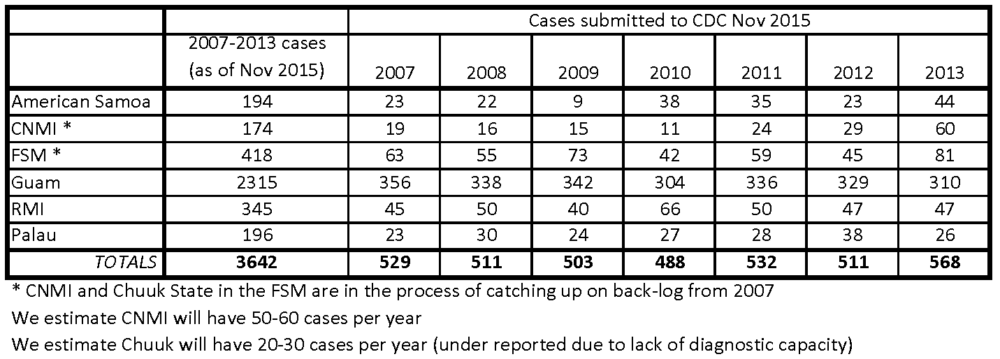 Cases submitted to CDC Nov 2015
2007-2013 cases
(as of Nov 2015) 2007 2008 2009 2010 2011 2012 2013
American Samoa 194 23 22 9 38 35 23 44
CNMI * 174 19 16 15 11 24 29 60
FSM * 418 63 55 73 42 59 45 81
Guam 2315 356 338 342 304 336 329 310
RMI 345 45 50 40 66 50 47 47
Palau 196 23 30 24 27 28 38 26
TOTALS 3642 529 511 503 488 532 511 568
* CNMI and Chuuk State in the FSM are in the process of catching up on back-log from 2007
We estimate CNMI will have 50-60 cases per year
We estimate Chuuk will have 20-30 cases per year (under reported due to lack of diagnostic capacity)